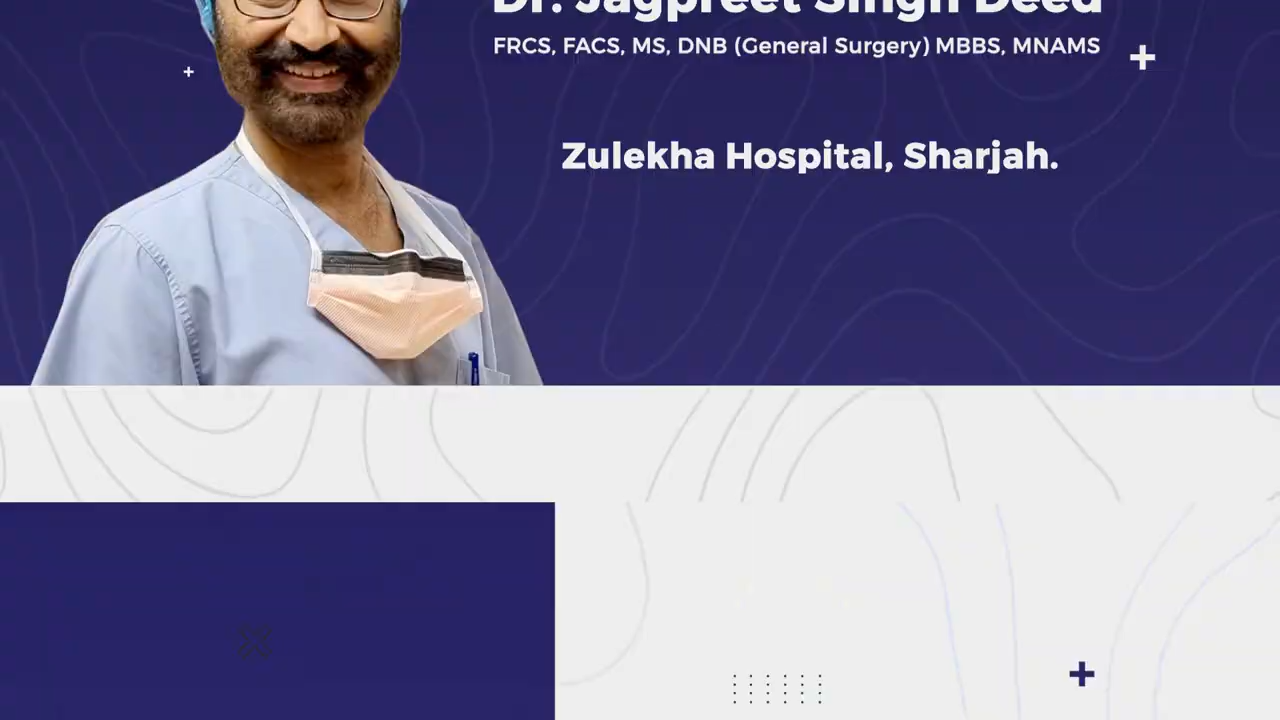 Dr. Jagpreet Singh Deed
FRCS, FACS, MS, DNB (General Surgery) MBBS, MNAMS
Zulekha Hospital, Sharjah.